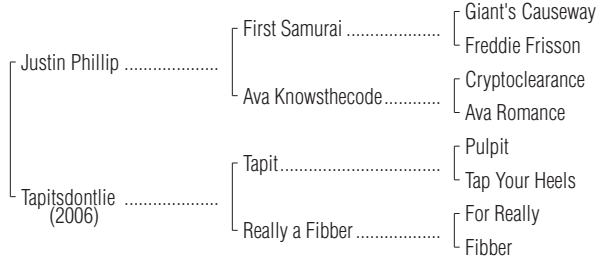 Giant's Causeway
First Samurai ....................
Freddie Frisson
Justin Phillip ....................
Cryptoclearance
Ava Knowsthecode............
Ava Romance
Pulpit
Tapit..................................
Tap Your Heels
Tapitsdontlie ....................
(2006)
For Really
Really a Fibber ..................
Fibber